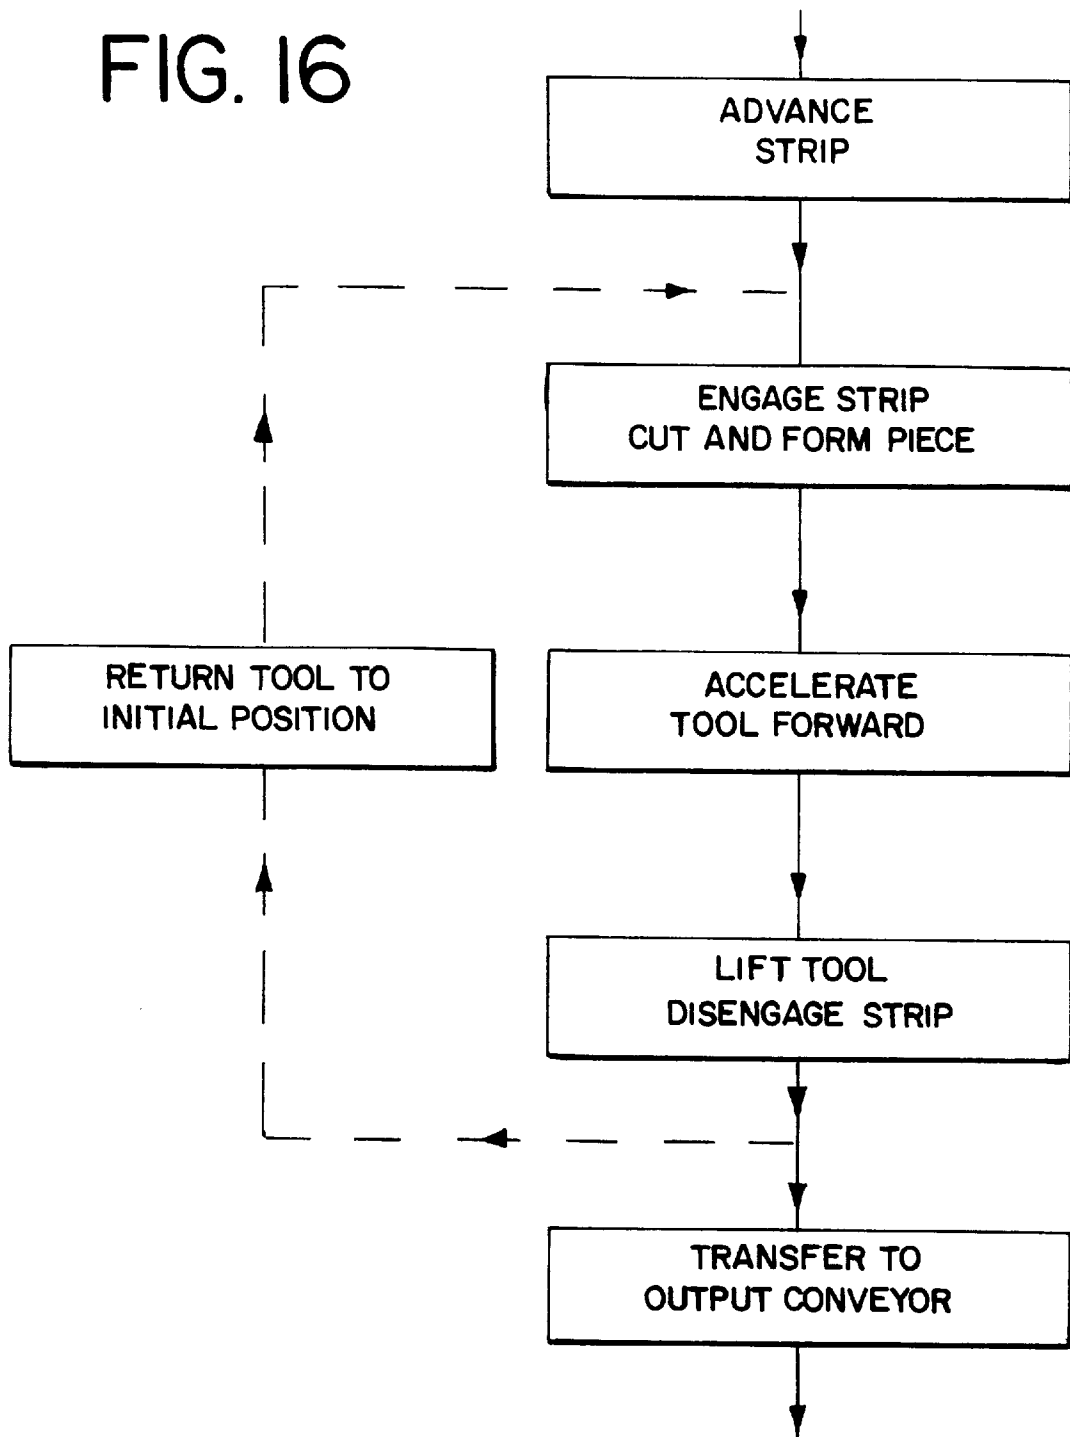 FIG. 16
ADVANCE
STRIP
ENGAGE STRIP
CUT AND FORM PIECE
RETURN TOOL TO
INITIAL POSITION
ACCELERATE
TOOL FORWARD
LIFT TOOL
DISENGAGE STRIP
TRANSFER TO
OUTPUT CONVEYOR